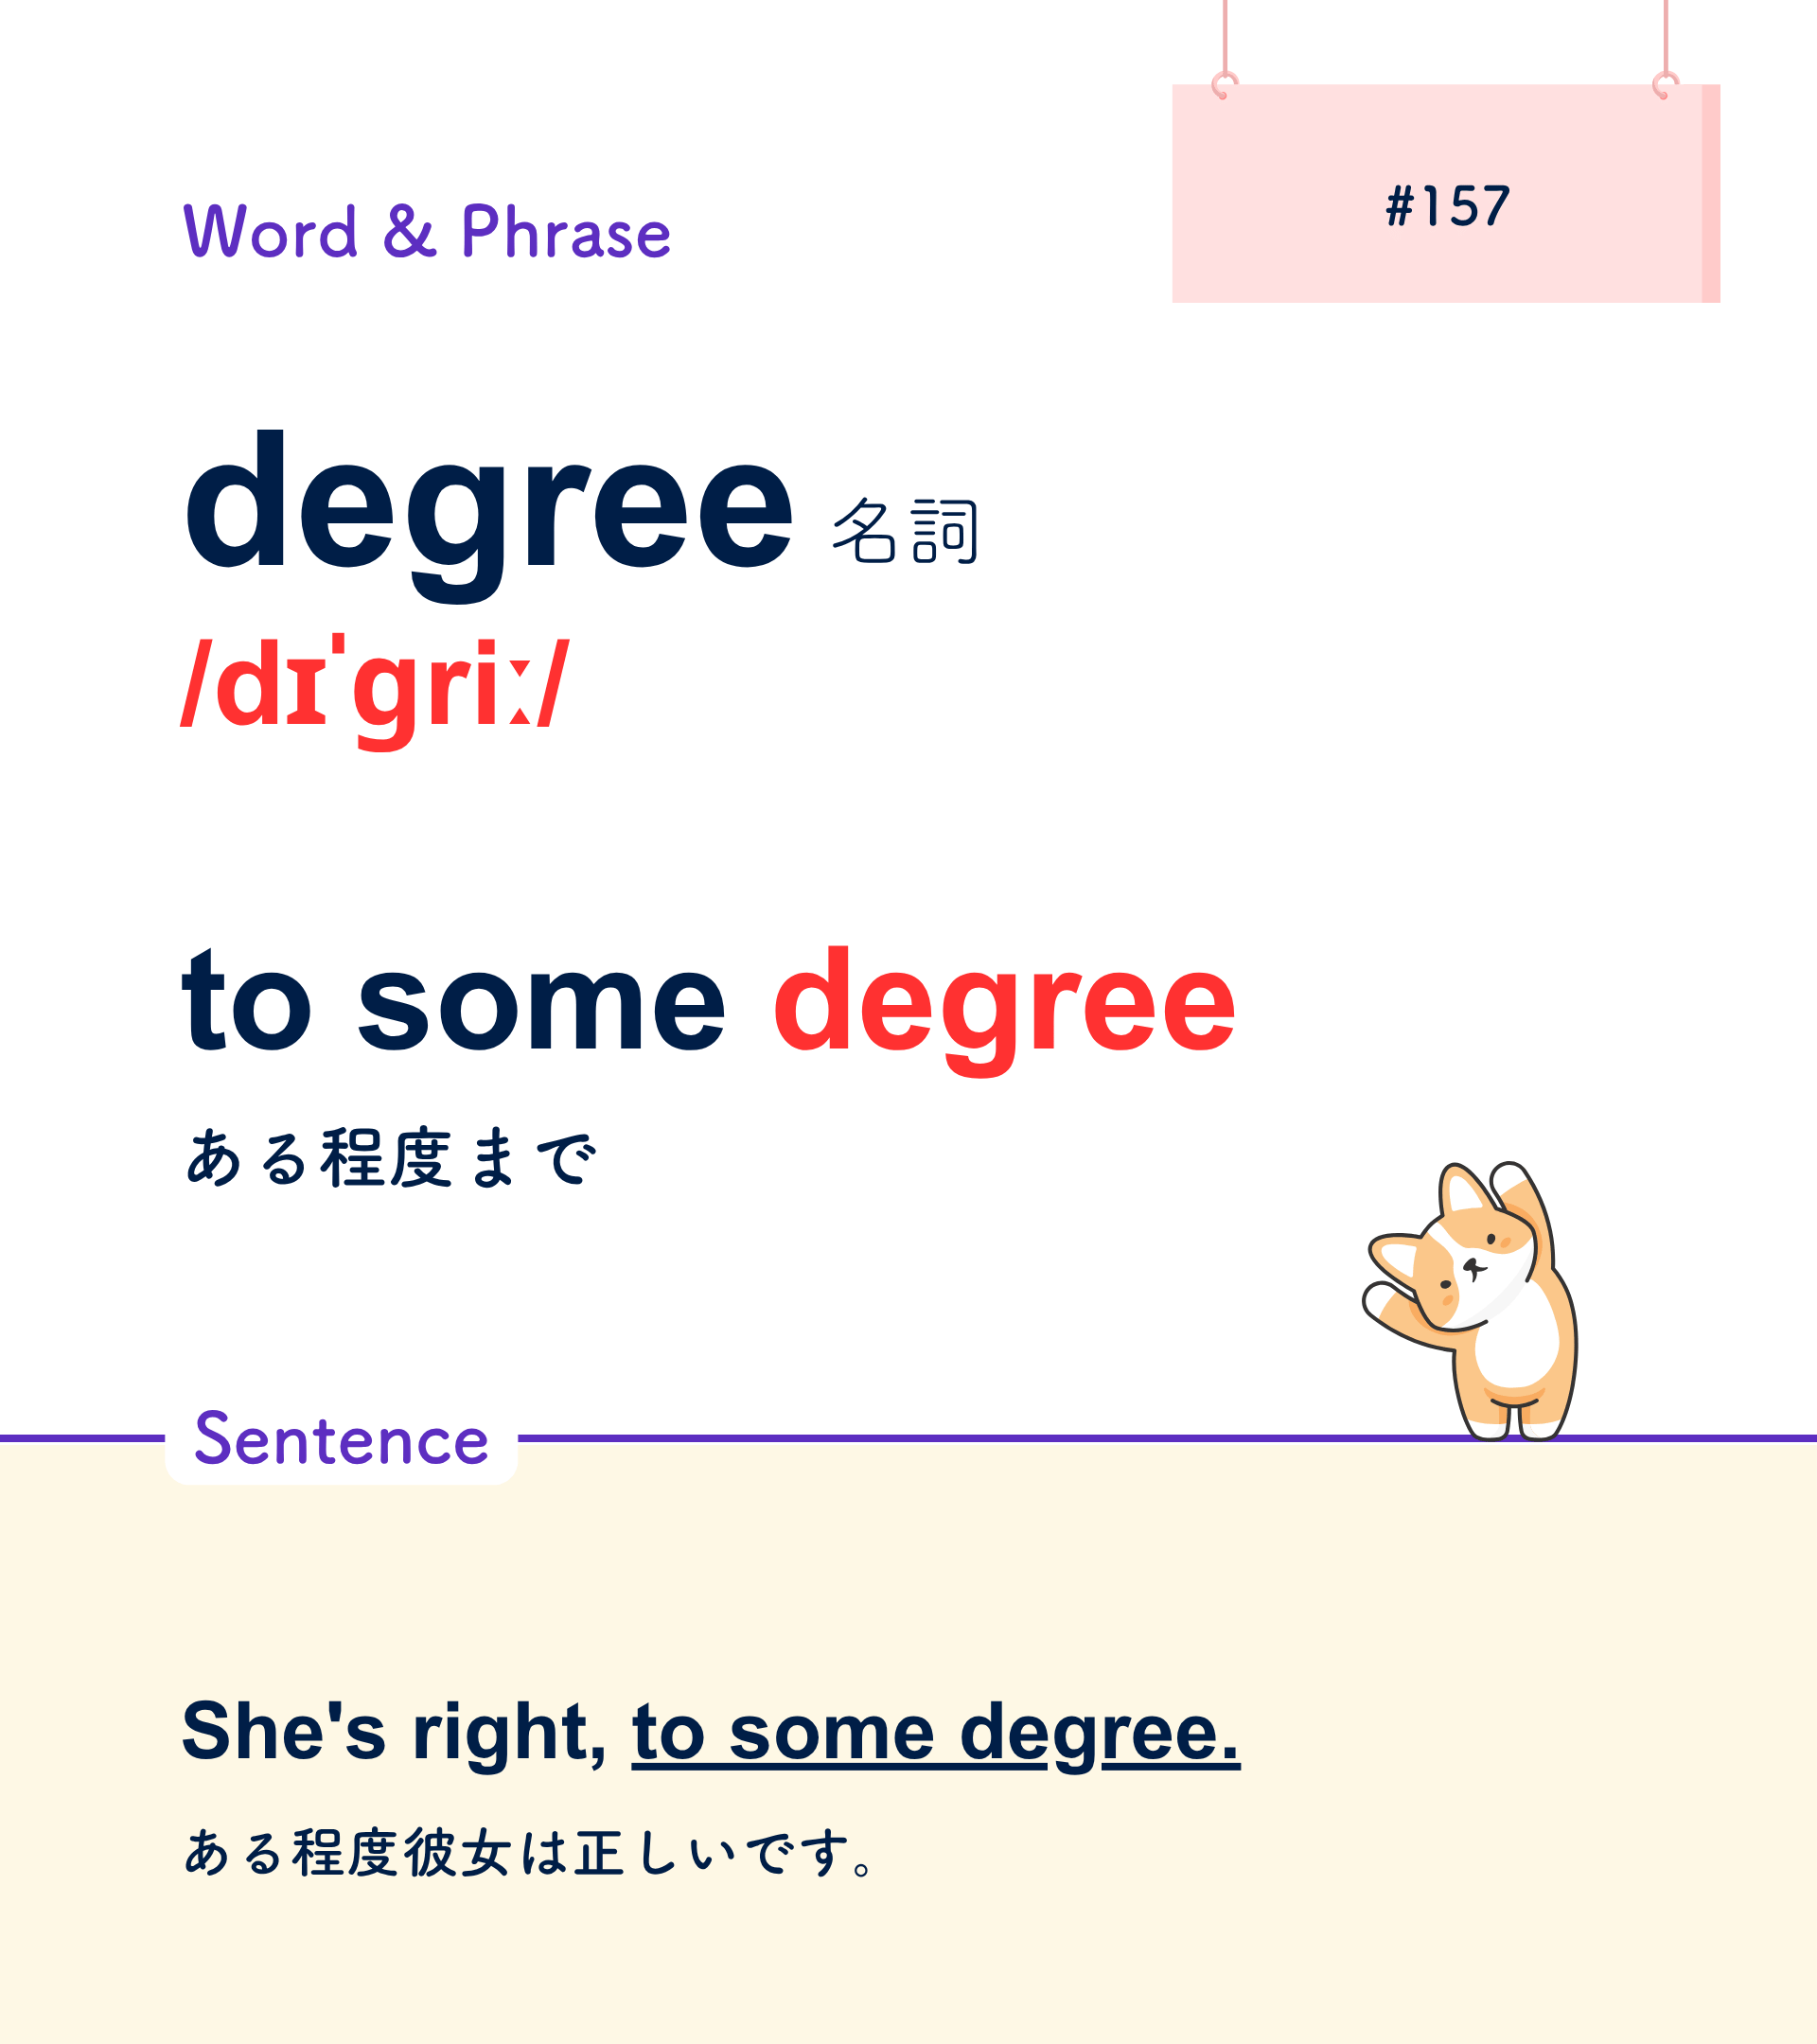 #157
Word & Phrase
degree 名詞
/dɪˈɡriː/
to some degree
ある程度まで
Sentence
She's right, to some degree.
ある程度彼女は正しいです。